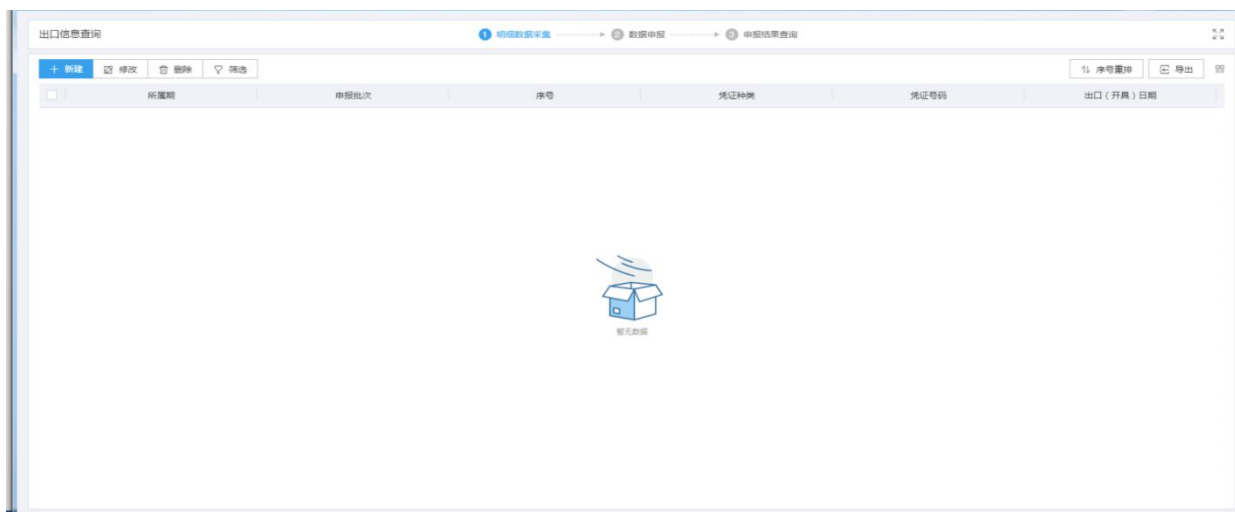 出口信息查询 1 明细数据采集 2 数据申报 3 申报结果查询
新建 修改 删除 筛选 序号重排 导出
所属期 申报批次 序号 凭证种类 凭证号码 出口（开具）日期
暂无数据